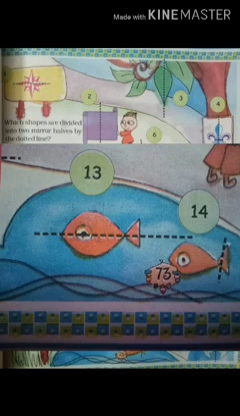 Made with KINEMASTER
2
3
4
Which shapes are divided
into two mirror halves by
the dotted line?
6
13
14
73